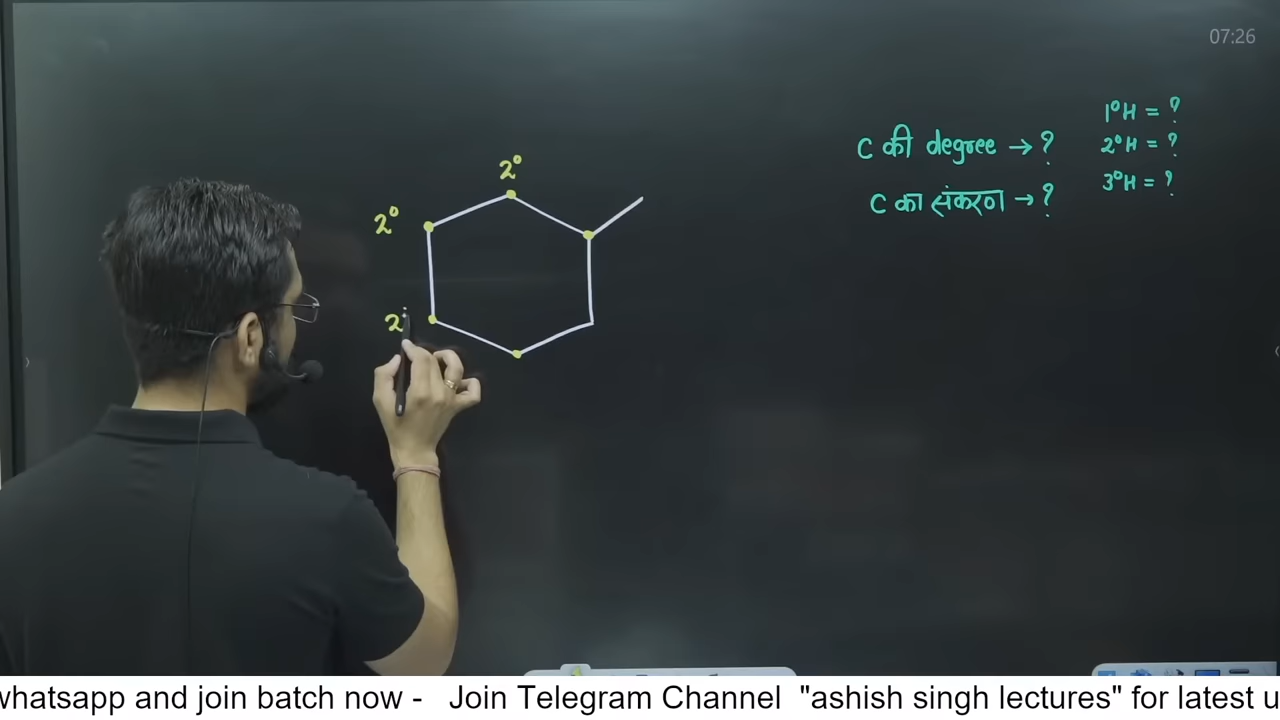 07:26
1°H = ?
C की degree → ?
2°H = ?
3°H = ?
C का संकरण → ?
2°
2°
2°
whatsapp and join batch now - Join Telegram Channel "ashish singh lectures" for latest u